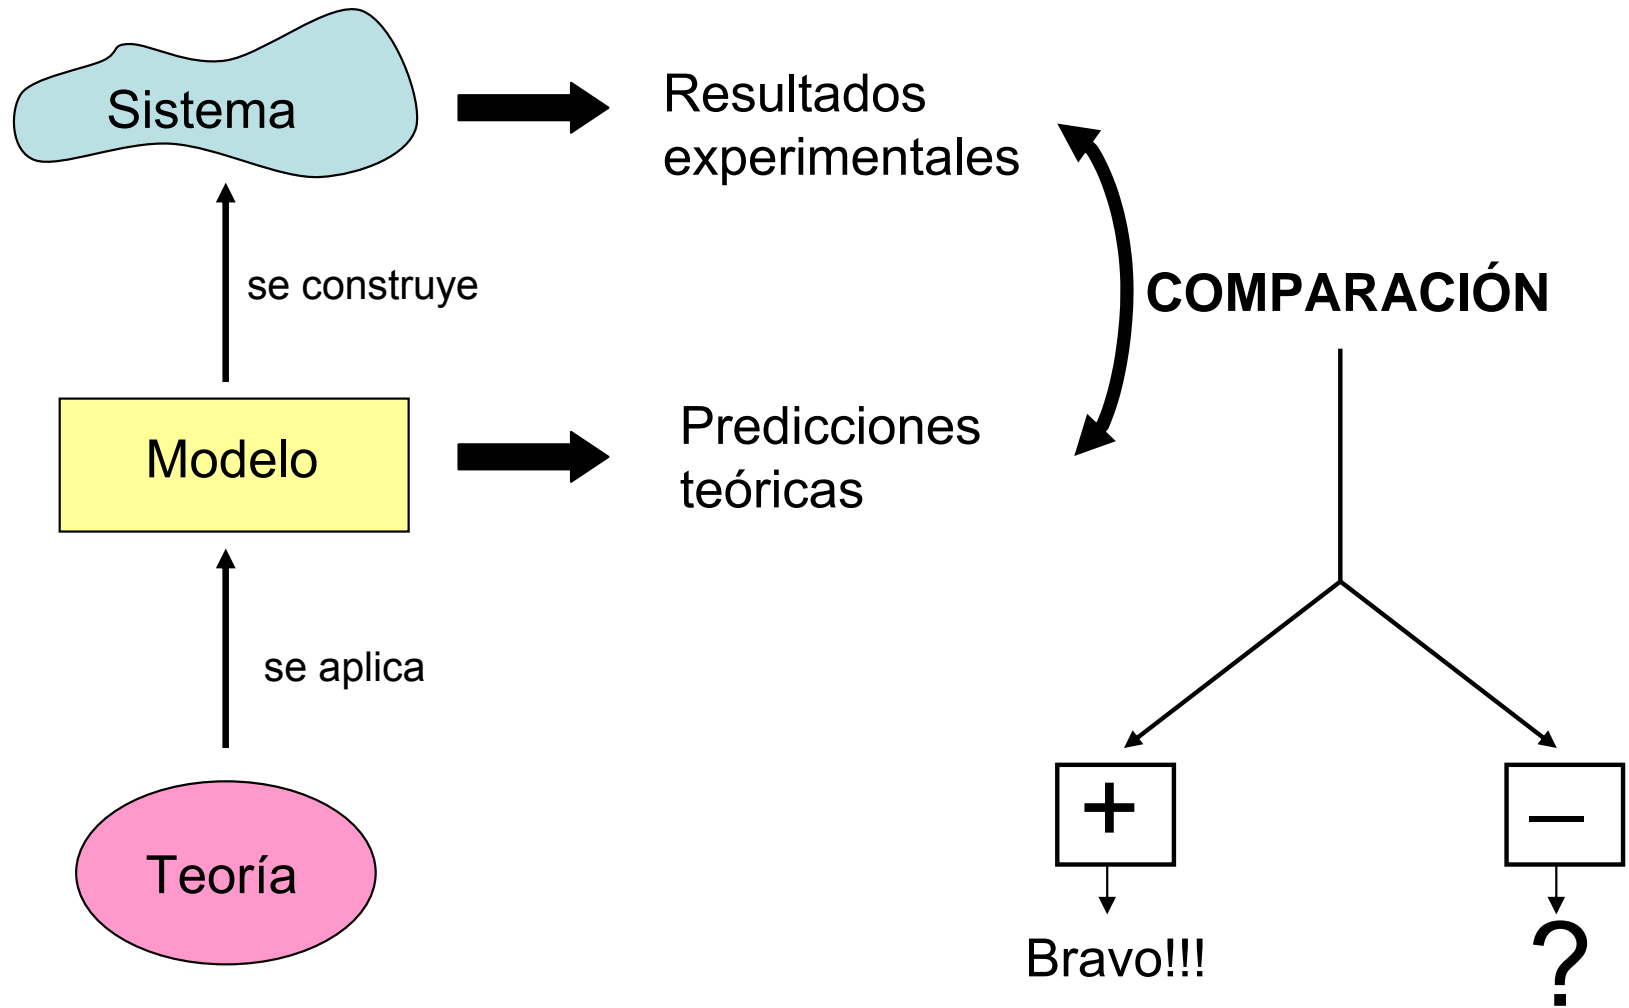 Sistema
Resultados
experimentales
se construye
COMPARACIÓN
Modelo
Predicciones
teóricas
se aplica
+
–
Teoría
Bravo!!!
?